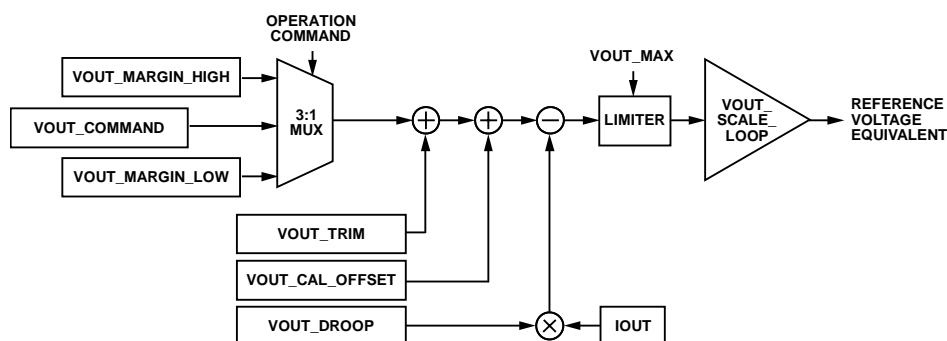 OPERATION
COMMAND
VOUT_MARGIN_HIGH
VOUT_MAX
VOUT_COMMAND
3:1
MUX
+
+
−
LIMITER
VOUT_
SCALE_
LOOP
REFERENCE
VOLTAGE
EQUIVALENT
VOUT_MARGIN_LOW
VOUT_TRIM
VOUT_CAL_OFFSET
VOUT_DROOP
×
IOUT